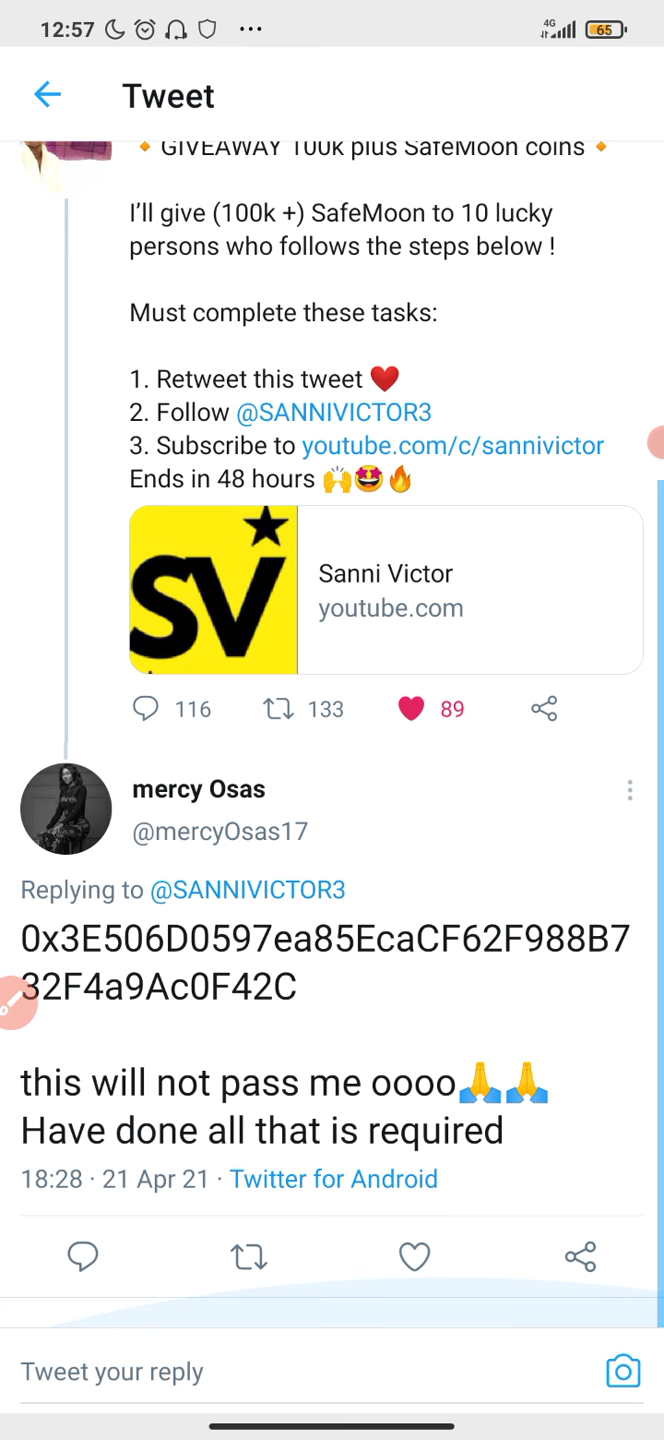 12:57 4G 65
Tweet
🔸 GIVEAWAY 100k plus SafeMoon coins 🔸
I'll give (100k +) SafeMoon to 10 lucky
persons who follows the steps below !
Must complete these tasks:
1. Retweet this tweet ❤️
2. Follow @SANNIVICTOR3
3. Subscribe to youtube.com/c/sannivictor
Ends in 48 hours 🙌🤩🔥
SV
Sanni Victor
youtube.com
116 133 89
mercy Osas
@mercyOsas17
Replying to @SANNIVICTOR3
0x3E506D0597ea85EcaCF62F988B7
32F4a9Ac0F42C
this will not pass me oooo🙏🙏
Have done all that is required
18:28 · 21 Apr 21 · Twitter for Android
Tweet your reply